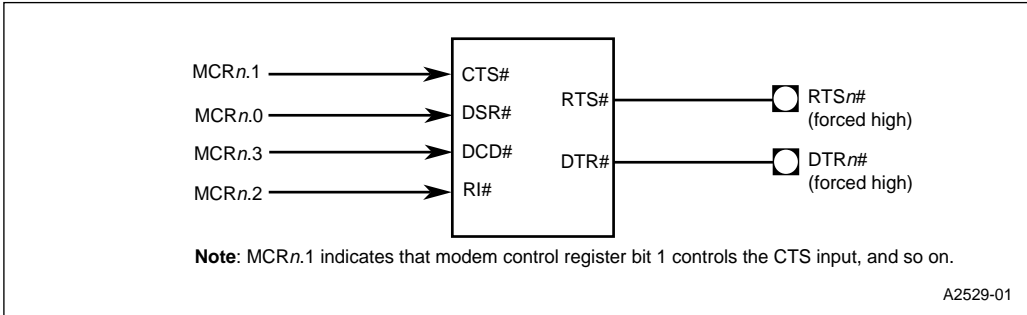 MCRn.1
CTS#
RTS#
RTSn#
(forced high)
MCRn.0
DSR#
MCRn.3
DCD#
DTR#
DTRn#
(forced high)
MCRn.2
RI#
Note: MCRn.1 indicates that modem control register bit 1 controls the CTS input, and so on.
A2529-01